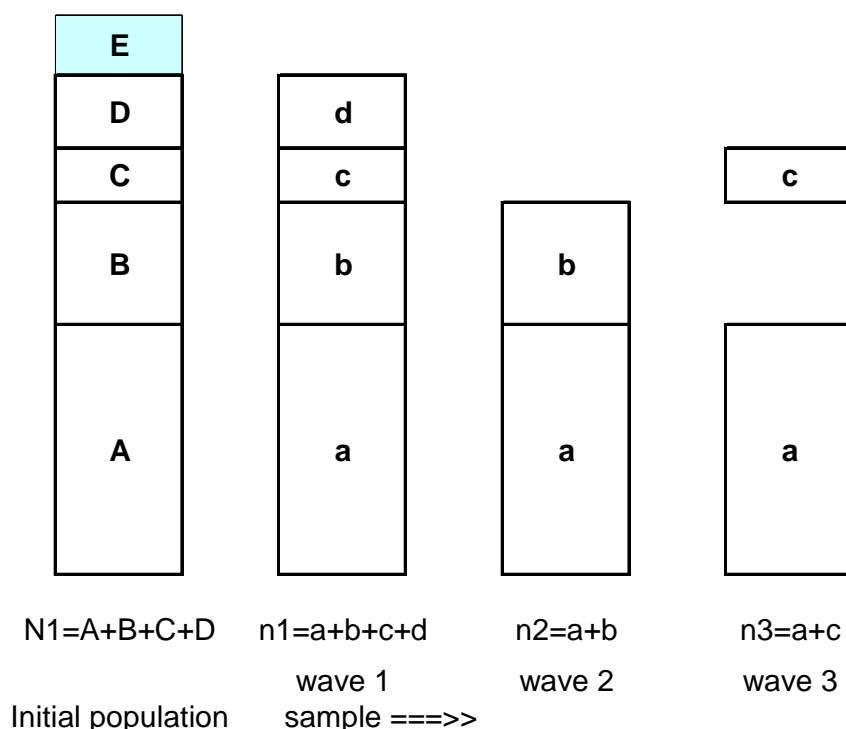 E
D d
C c c
B b b
A a a a
N1=A+B+C+D n1=a+b+c+d n2=a+b n3=a+c
wave 1 wave 2 wave 3
Initial population sample ===>>